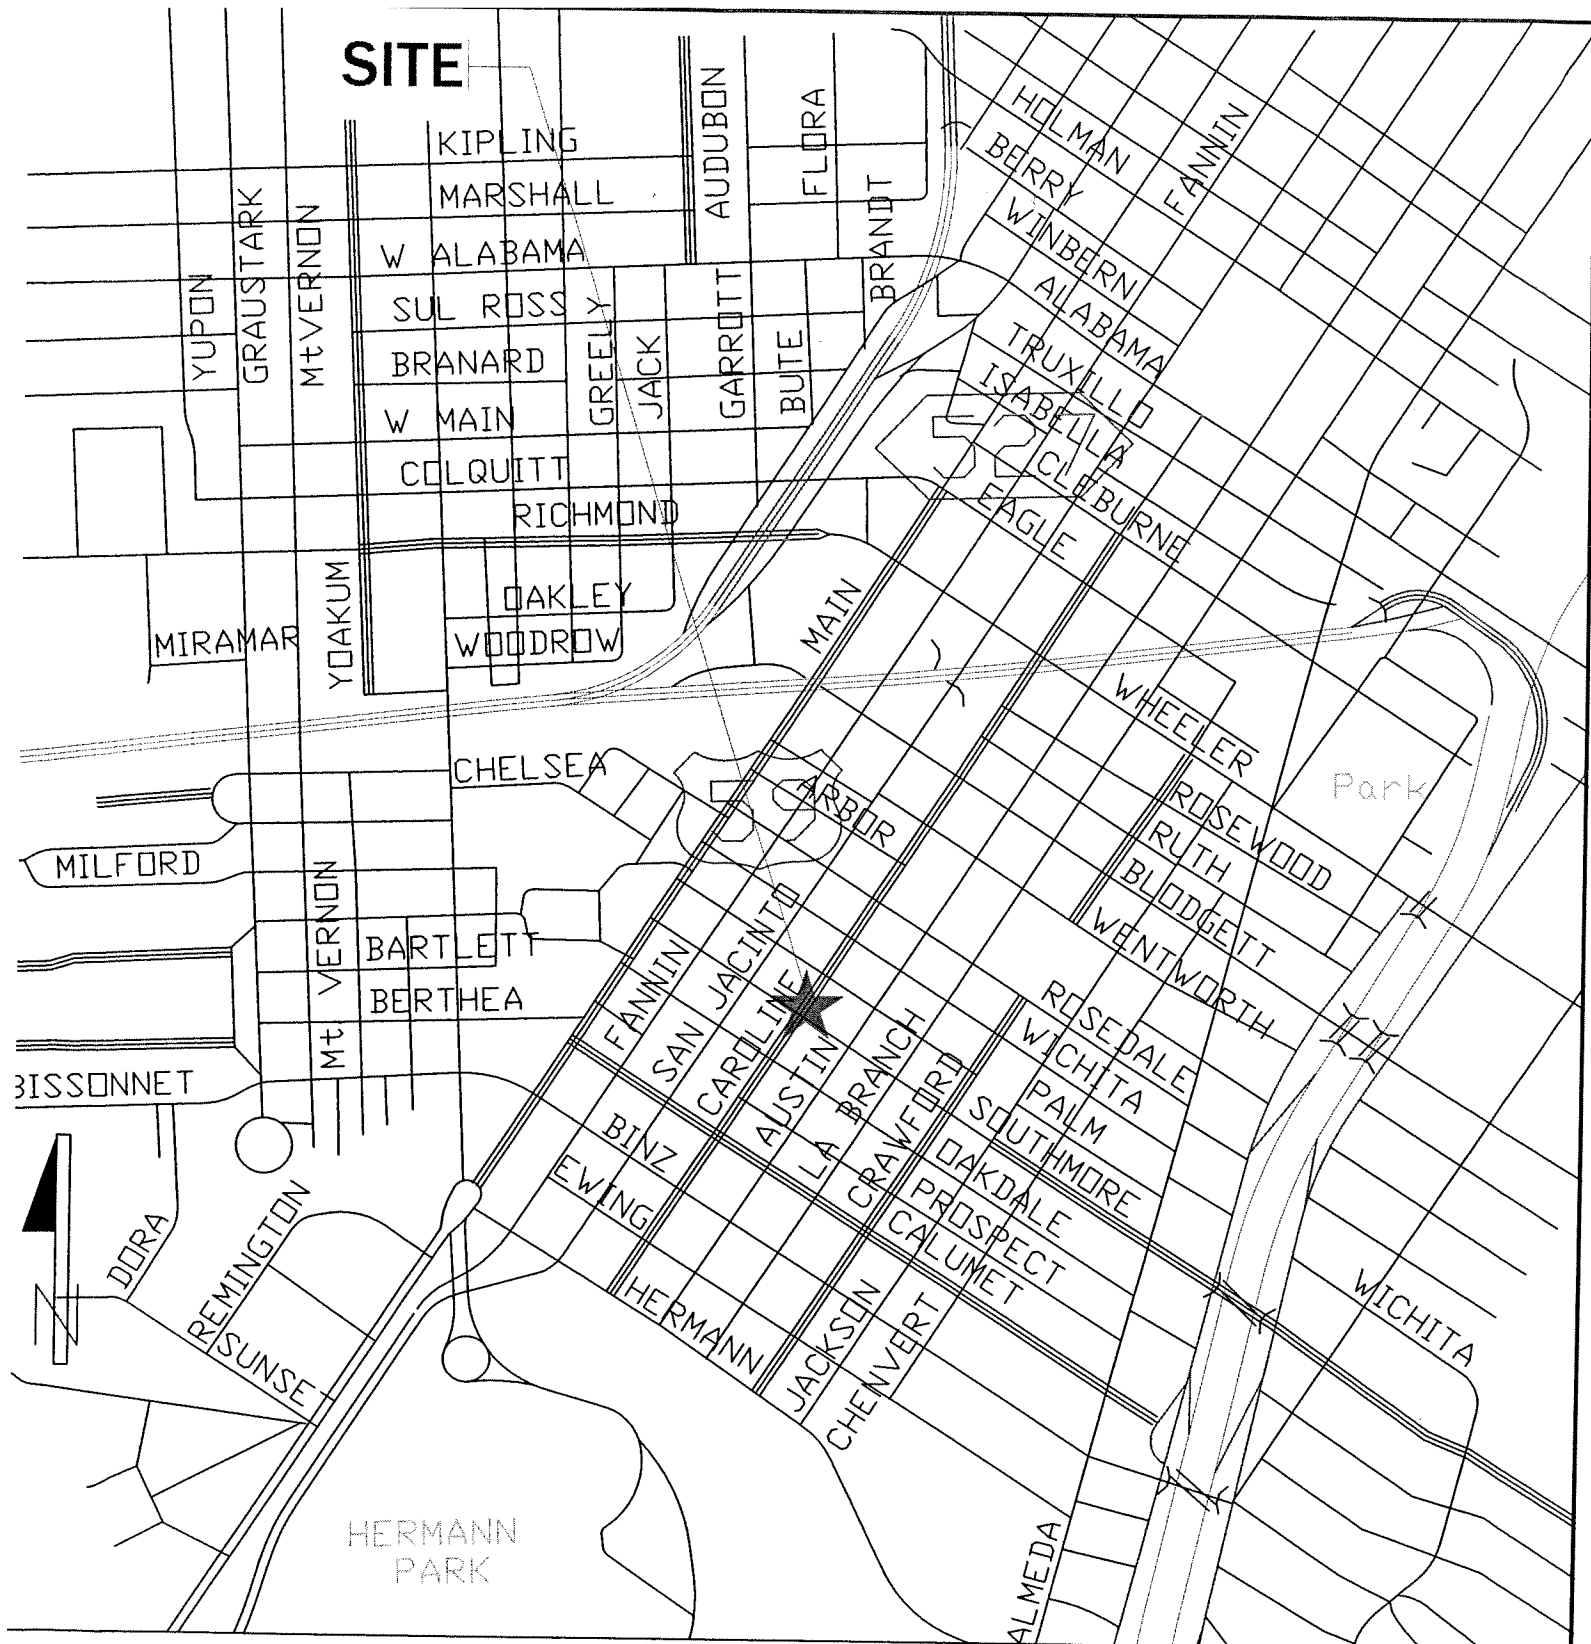 SITE
KIPLING
MARSHALL
W ALABAMA
SUL ROSS
BRANARD
W MAIN
COLQUITT
RICHMOND
OAKLEY
WOODROW
YUPON
GRAUSTARK
MtVERNON
GREELY
JACK
AUDUBON
GARROTT
FLORA
BUTE
BRANDT
HOLMAN
BERRY
WINBERN
ALABAMA
TRUXILLO
ISABELLA
CLEBURNE
EAGLE
FANNIN
52
MAIN
MIRAMAR
YOAKUM
WHEELER
ROSEWOOD
RUTH
BLODGETT
WENTWORTH
Park
CHELSEA
59
ARBOR
MILFORD
Mt VERNON
BARTLETT
BERTHEA
BISSONNET
FANNIN
SAN JACINTO
CAROLINE
AUSTIN
LA BRANCH
CRAWFORD
ROSEDALE
WICHITA
PALM
SOUTHMORE
OAKDALE
PROSPECT
CALUMET
BINZ
EWING
HERMANN
JACKSON
CHENVERT
WICHITA
DORA
REMINGTON
SUNSE
N
HERMANN
PARK
ALMEDA